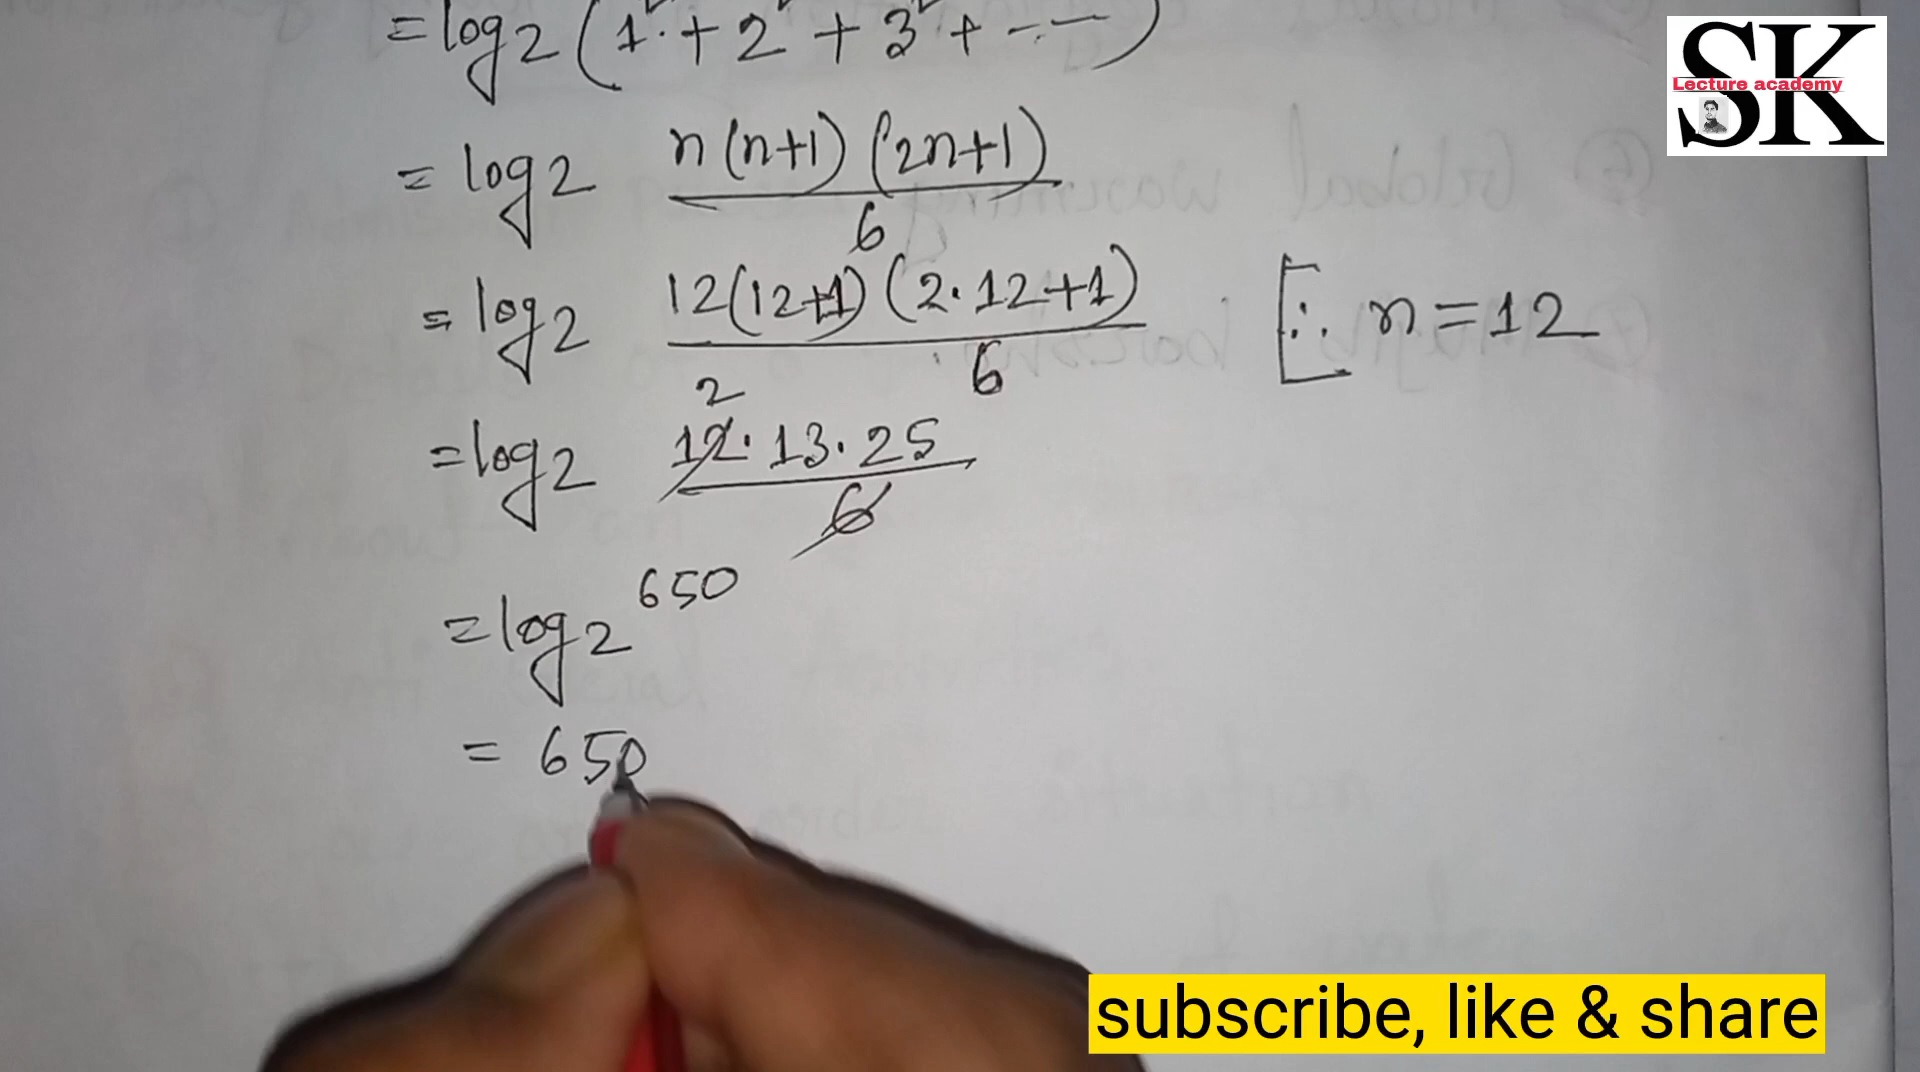 = log2 (1² + 2² + 3² + ---)
= log2 n(n+1)(2n+1)
6
= log2 12(12+1)(2·12+1) [∴ n=12
6
2
= log2 12·13·25
6
= log2 650
= 650
SK
Lecture academy
subscribe, like & share